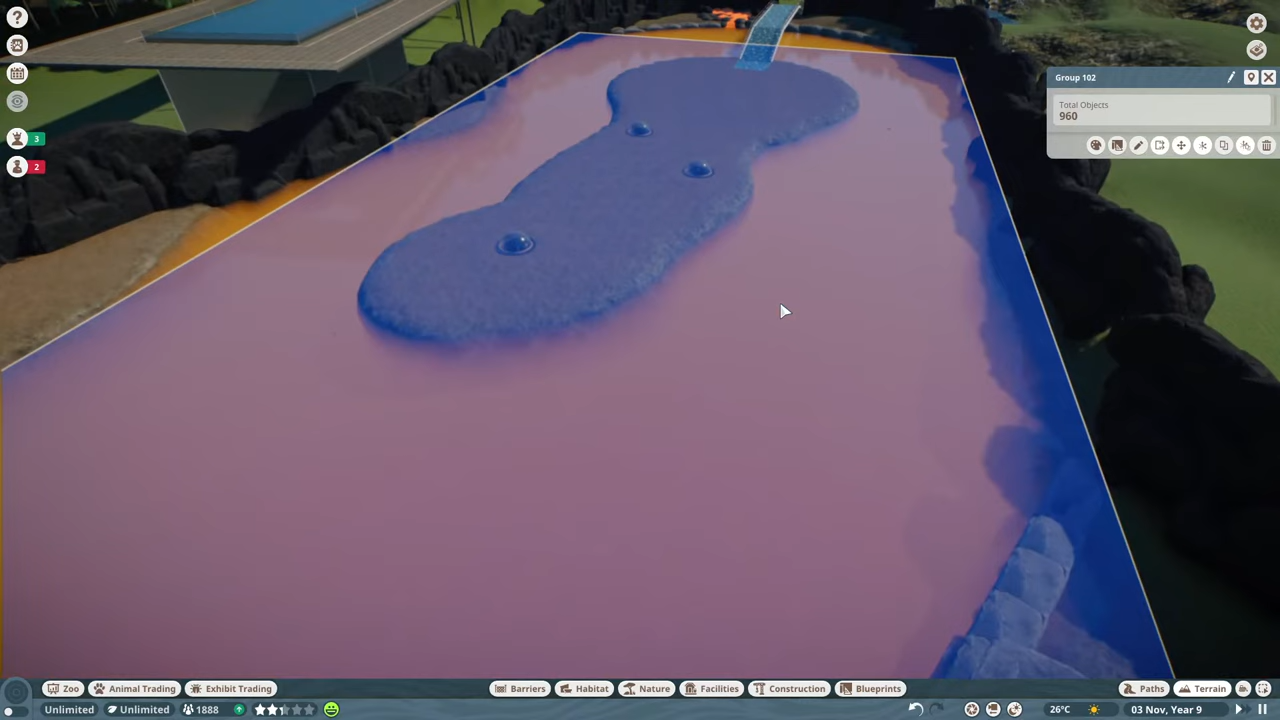 ?
3
2
Group 102
Total Objects
960
Zoo
Animal Trading
Exhibit Trading
Barriers
Habitat
Nature
Facilities
Construction
Blueprints
Paths
Terrain
Unlimited
Unlimited
1888
26°C
03 Nov, Year 9